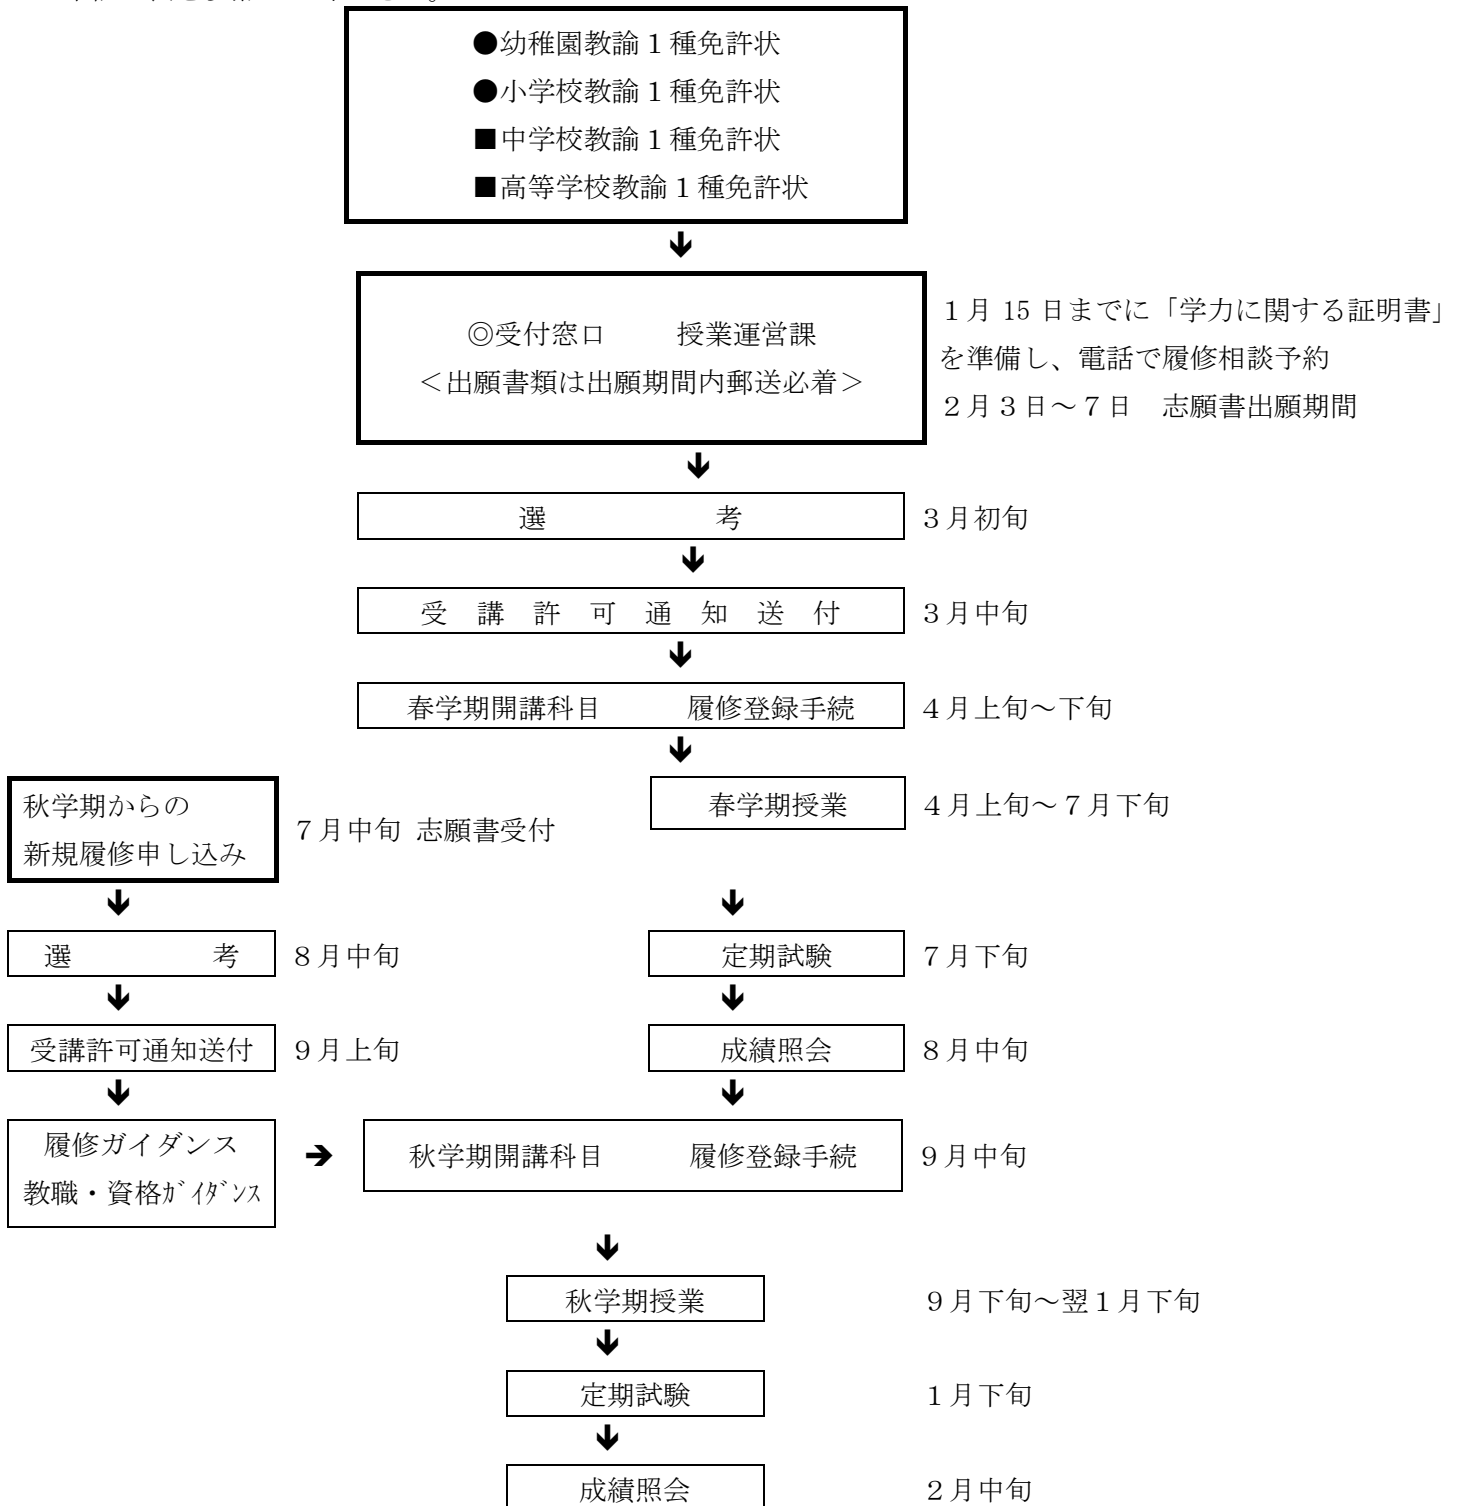 ●幼稚園教諭１種免許状
●小学校教諭１種免許状
■中学校教諭１種免許状
■高等学校教諭１種免許状
◎受付窓口　　授業運営課
＜出願書類は出願期間内郵送必着＞
１月 15 日までに「学力に関する証明書」
を準備し、電話で履修相談予約
２月３日～７日　志願書出願期間
選　　　　　　考
３月初旬
受　講　許　可　通　知　送　付
３月中旬
春学期開講科目　　　履修登録手続
４月上旬～下旬
春学期授業
４月上旬～７月下旬
秋学期からの
新規履修申し込み
７月中旬 志願書受付
選　　　　　考
８月中旬
定期試験
７月下旬
受講許可通知送付
９月上旬
成績照会
８月中旬
履修ガイダンス
教職・資格ｶﾞｲﾀﾞﾝｽ
秋学期開講科目　　　履修登録手続
９月中旬
秋学期授業
９月下旬～翌１月下旬
定期試験
１月下旬
成績照会
２月中旬